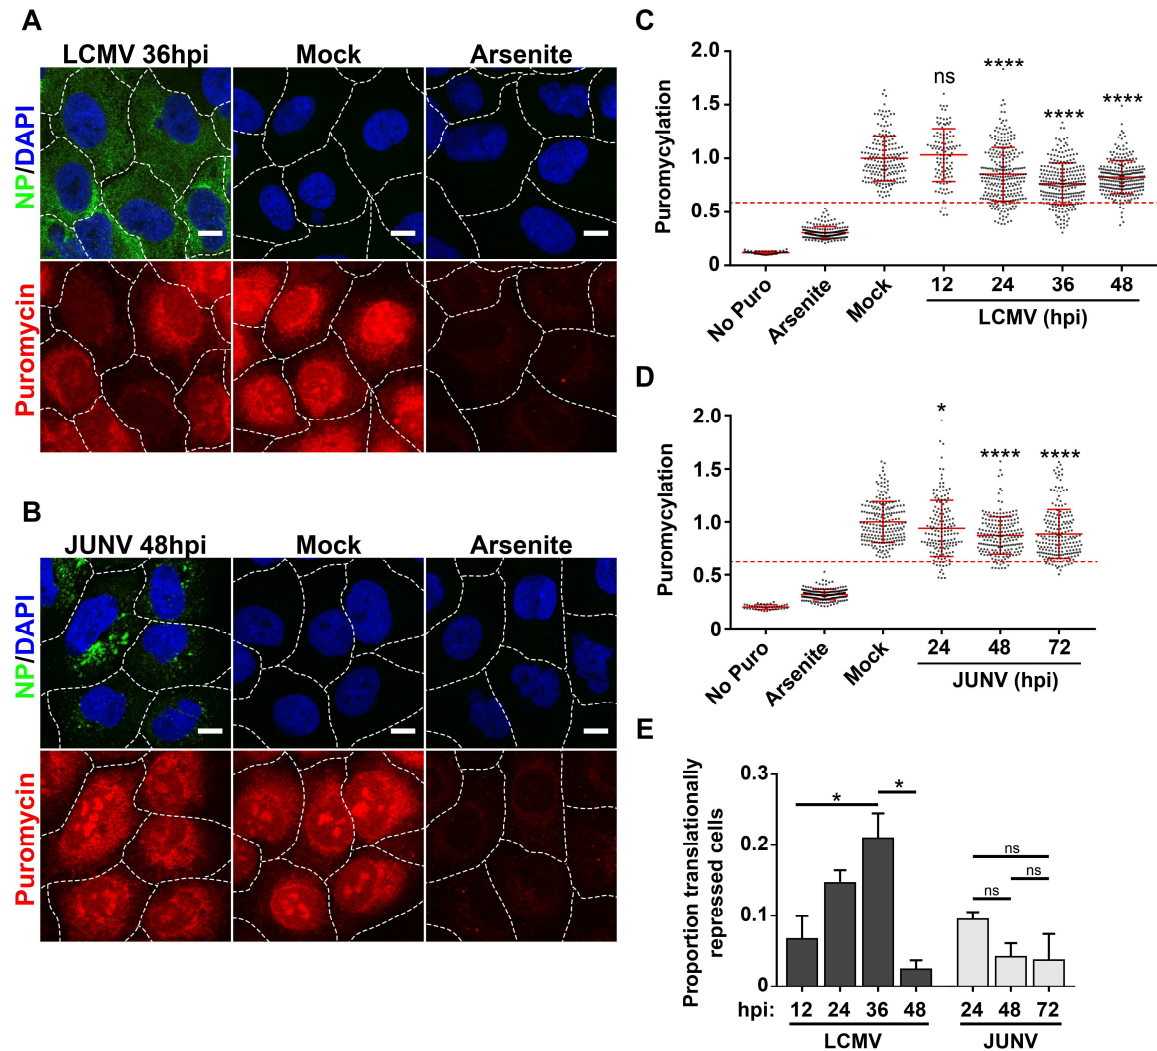 A
LCMV 36hpi Mock Arsenite
NP/DAPI
Puromycin
B
JUNV 48hpi Mock Arsenite
NP/DAPI
Puromycin
C
Puromycylation
2.0
1.5
1.0
0.5
0
ns **** **** ****
No Puro Arsenite Mock 12 24 36 48
LCMV (hpi)
D
Puromycylation
2.0
1.5
1.0
0.5
0
* **** ****
No Puro Arsenite Mock 24 48 72
JUNV (hpi)
E
Proportion translationally
repressed cells
0.3
0.2
0.1
0
* *
ns
ns ns
hpi: 12 24 36 48 24 48 72
LCMV JUNV